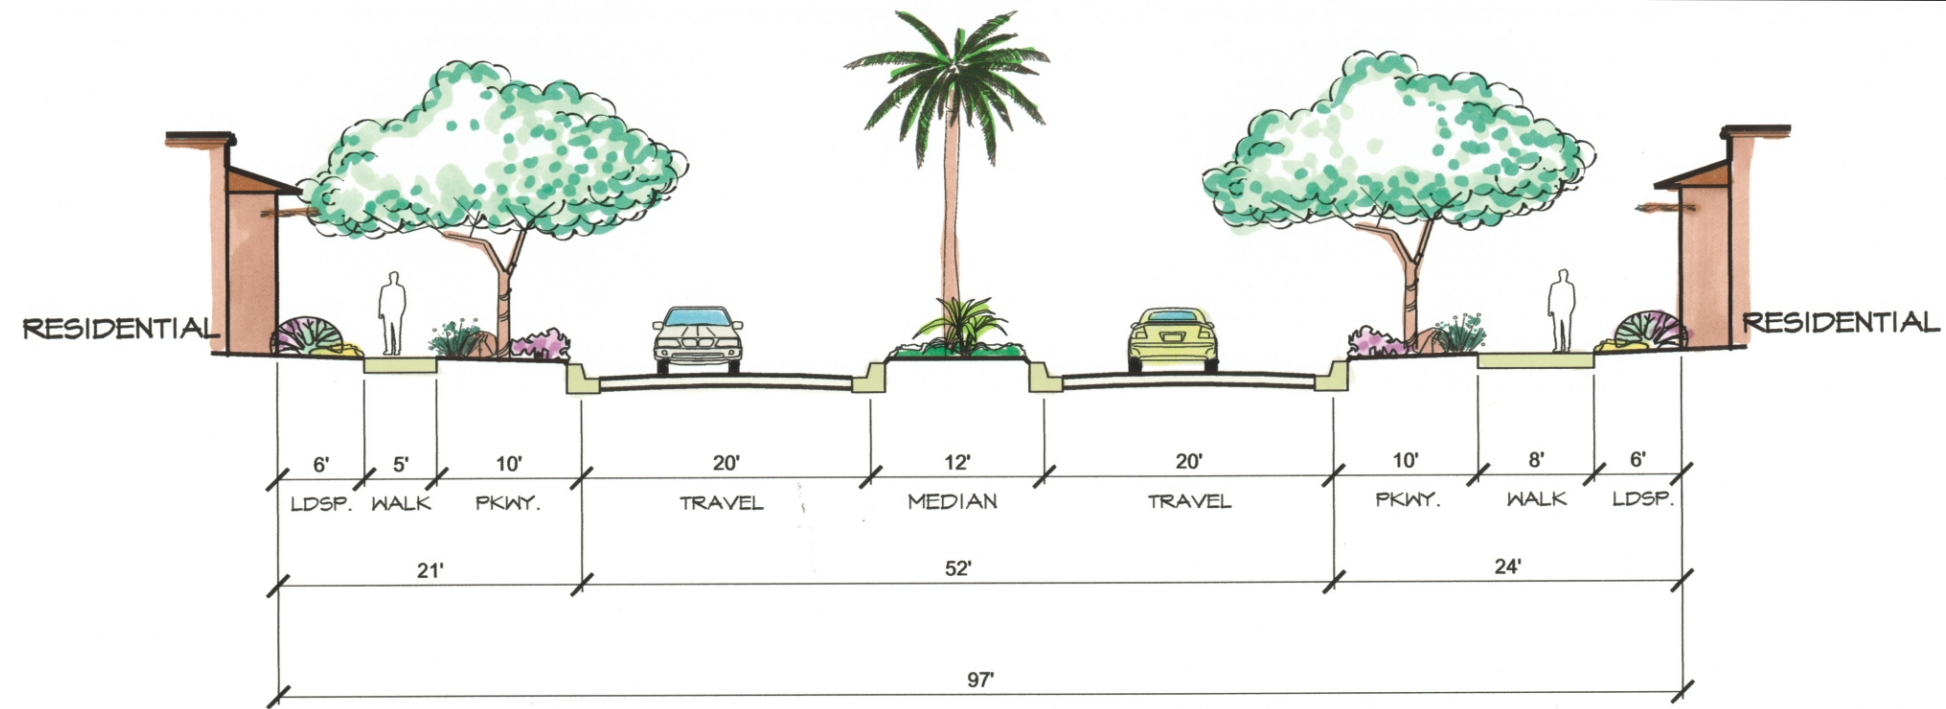 RESIDENTIAL RESIDENTIAL
6' 5' 10' 20' 12' 20' 10' 8' 6'
LDSP. WALK PKWY. TRAVEL MEDIAN TRAVEL PKWY. WALK LDSP.
21' 52' 24'
97'